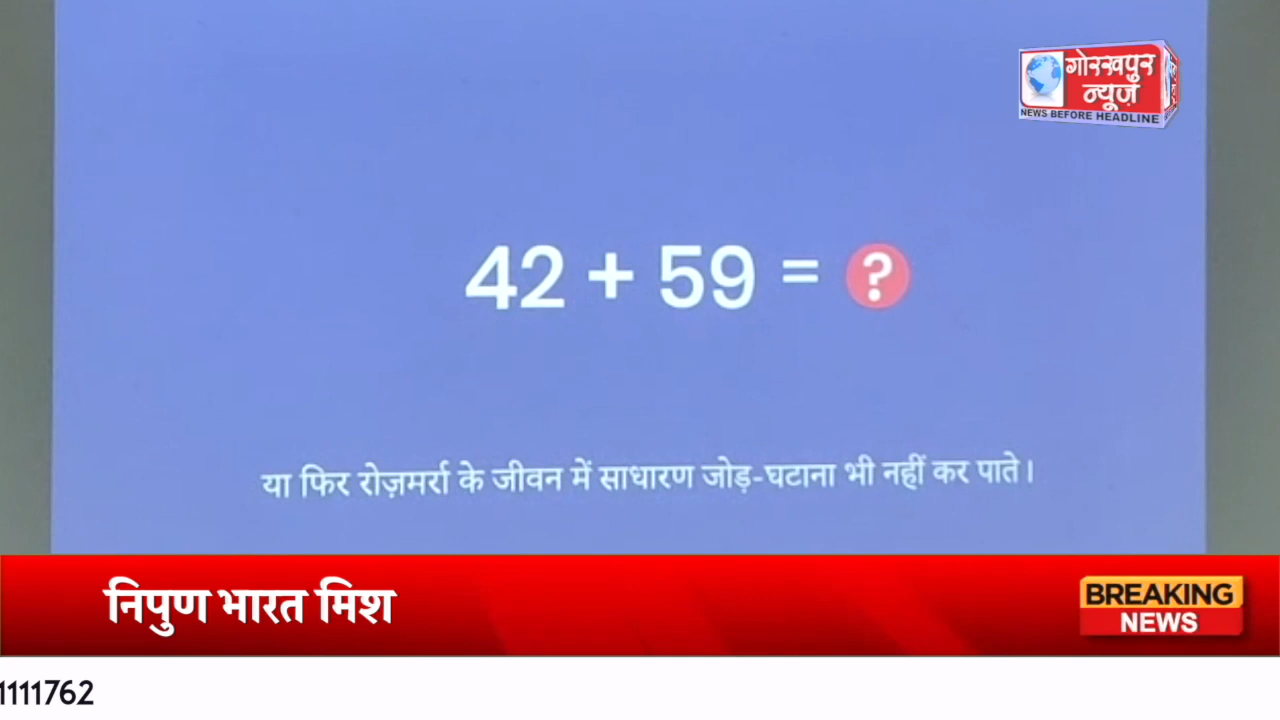 गोरखपुर
न्यूज़
NEWS BEFORE HEADLINE
42 + 59 = ?
या फिर रोज़मर्रा के जीवन में साधारण जोड़-घटाना भी नहीं कर पाते।
निपुण भारत मिश
BREAKING
NEWS
1111762